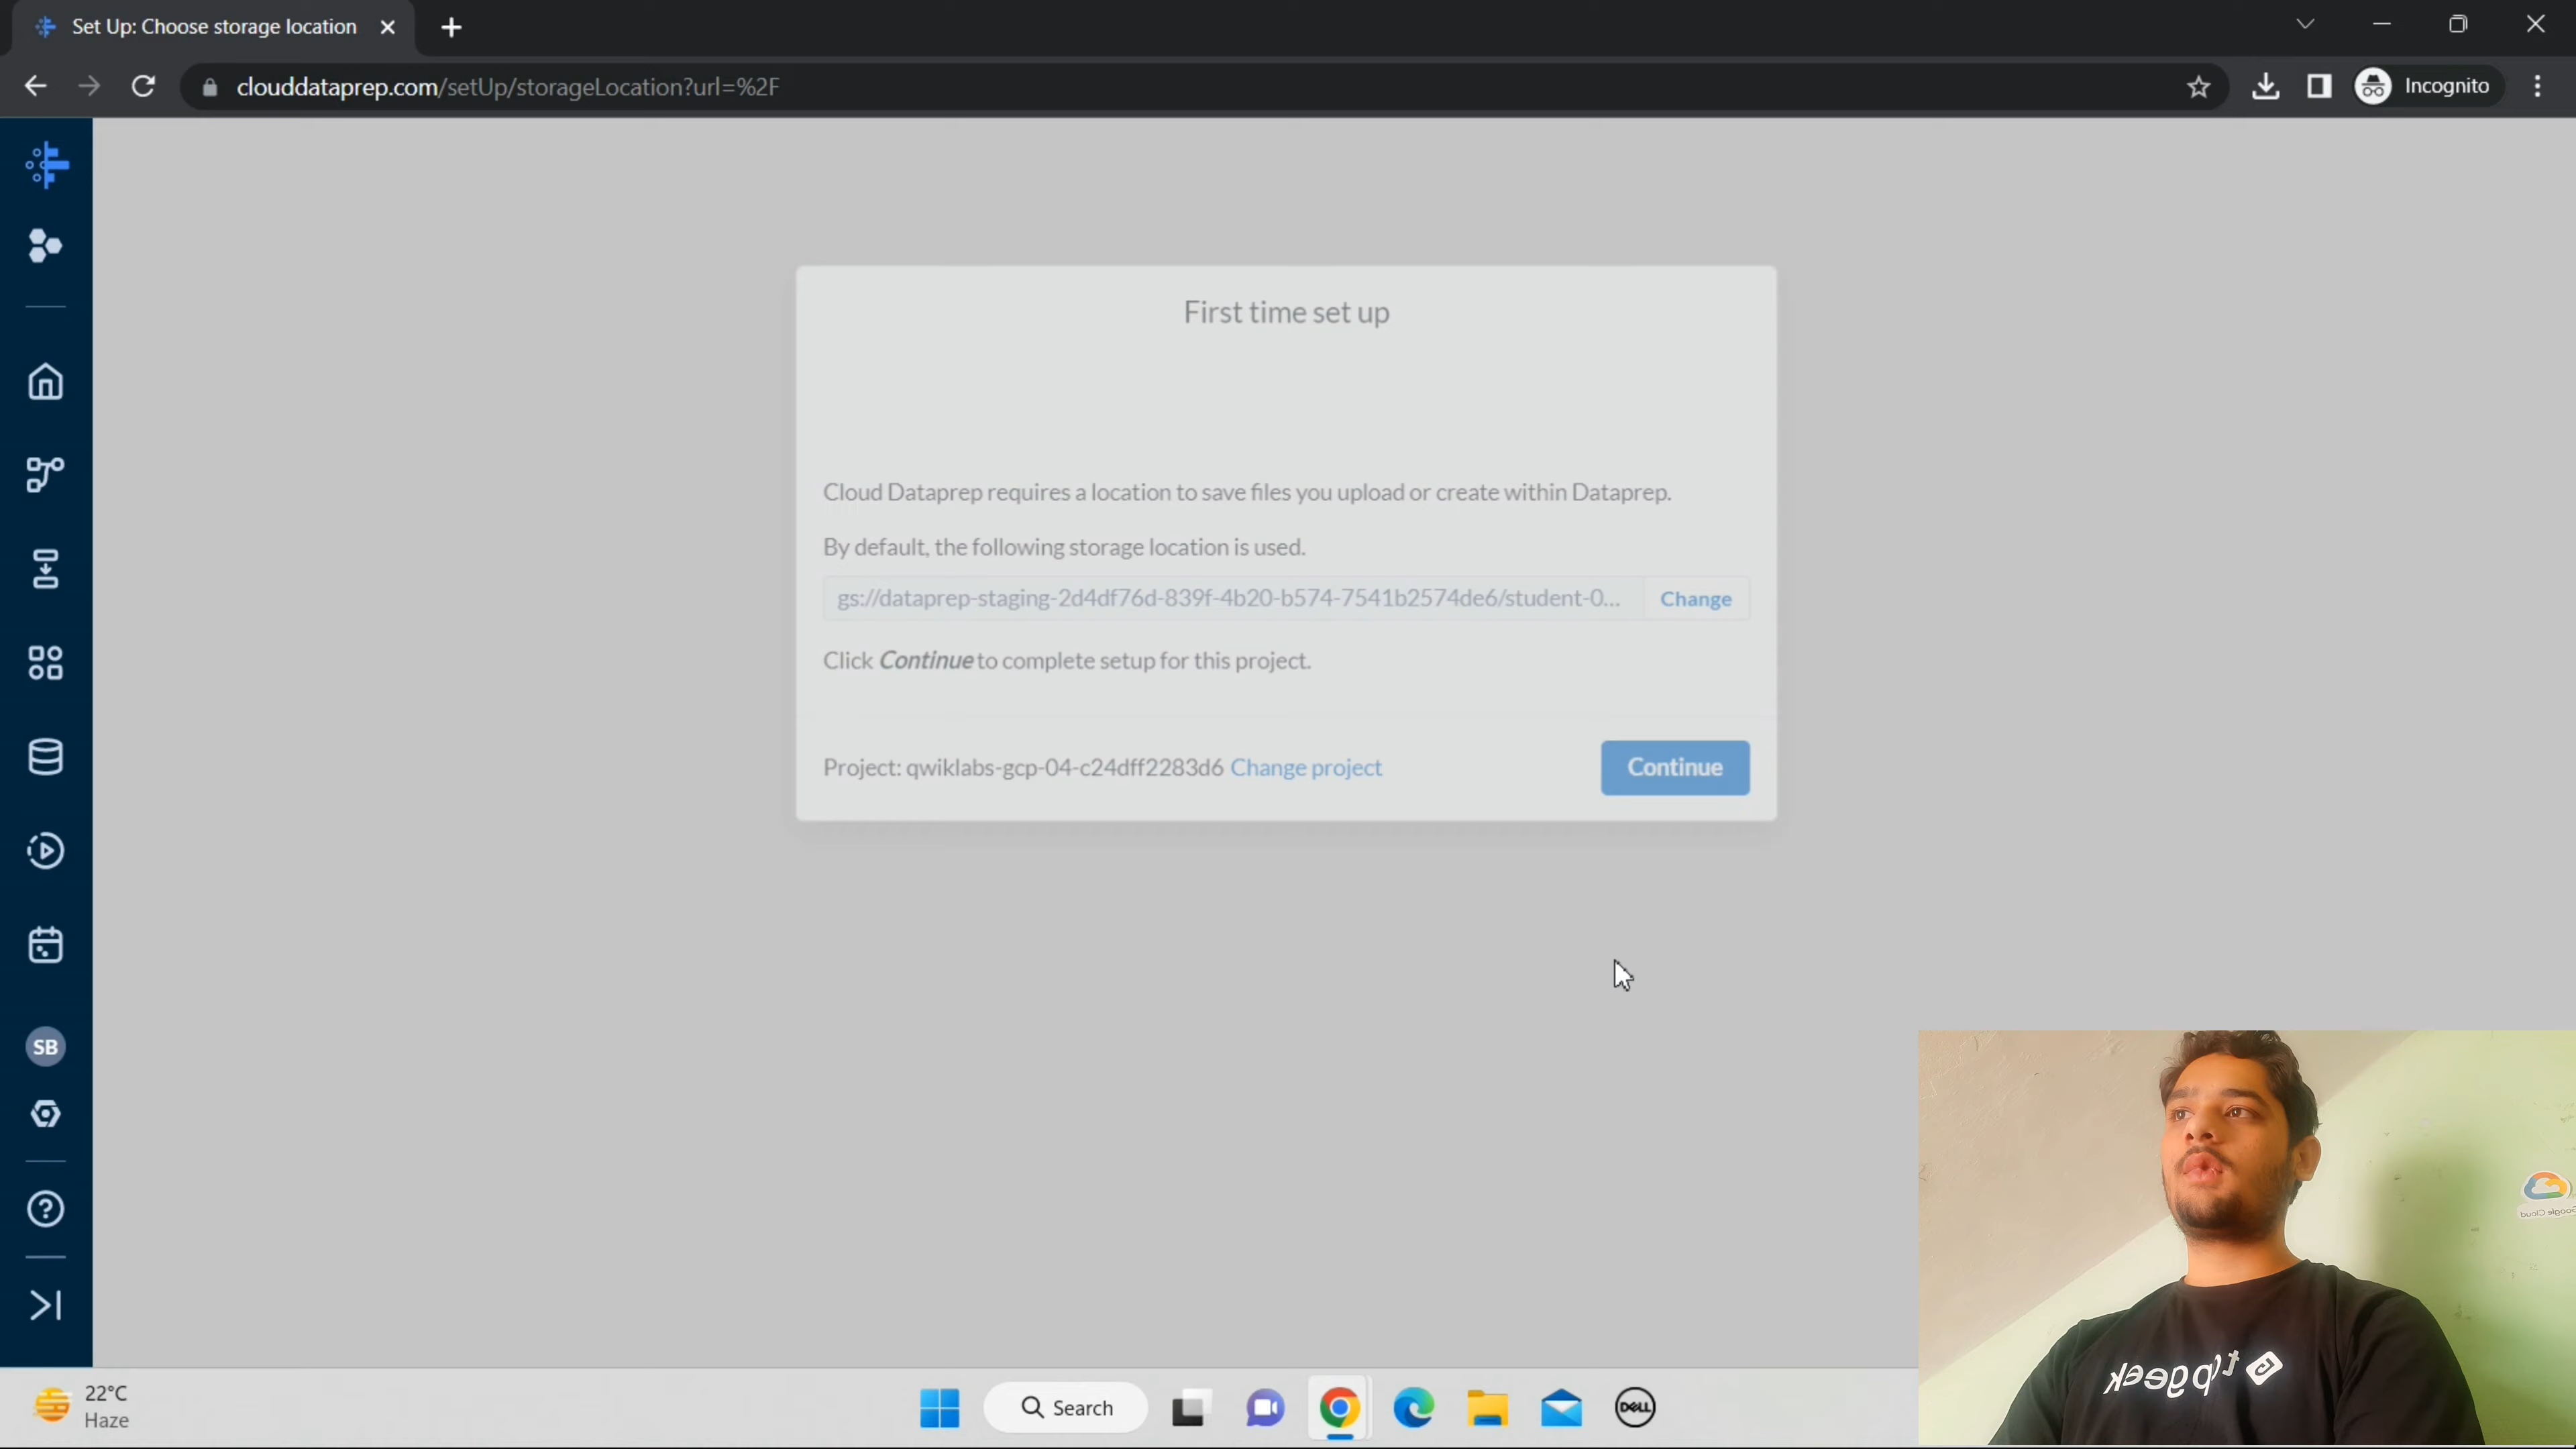 Set Up: Choose storage location
clouddataprep.com/setUp/storageLocation?url=%2F
Incognito
First time set up
Cloud Dataprep requires a location to save files you upload or create within Dataprep.
By default, the following storage location is used.
gs://dataprep-staging-2d4df76d-839f-4b20-b574-7541b2574de6/student-0...
Change
Click Continue to complete setup for this project.
Project: qwiklabs-gcp-04-c24dff2283d6 Change project
Continue
SB
Google Cloud
22°C
Haze
Search
DELL